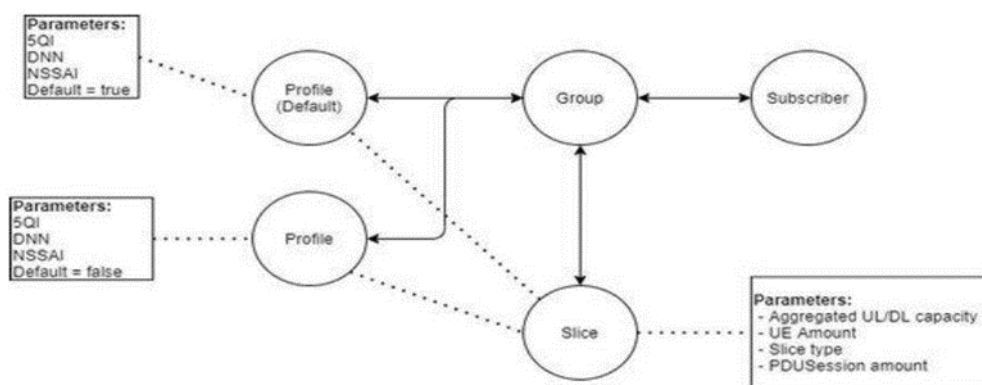 Parameters:
5QI
DNN
NSSAI
Default = true
Profile
(Default)
Group
Subscriber
Parameters:
5QI
DNN
NSSAI
Default = false
Profile
Slice
Parameters:
- Aggregated UL/DL capacity
- UE Amount
- Slice type
- PDUSession amount